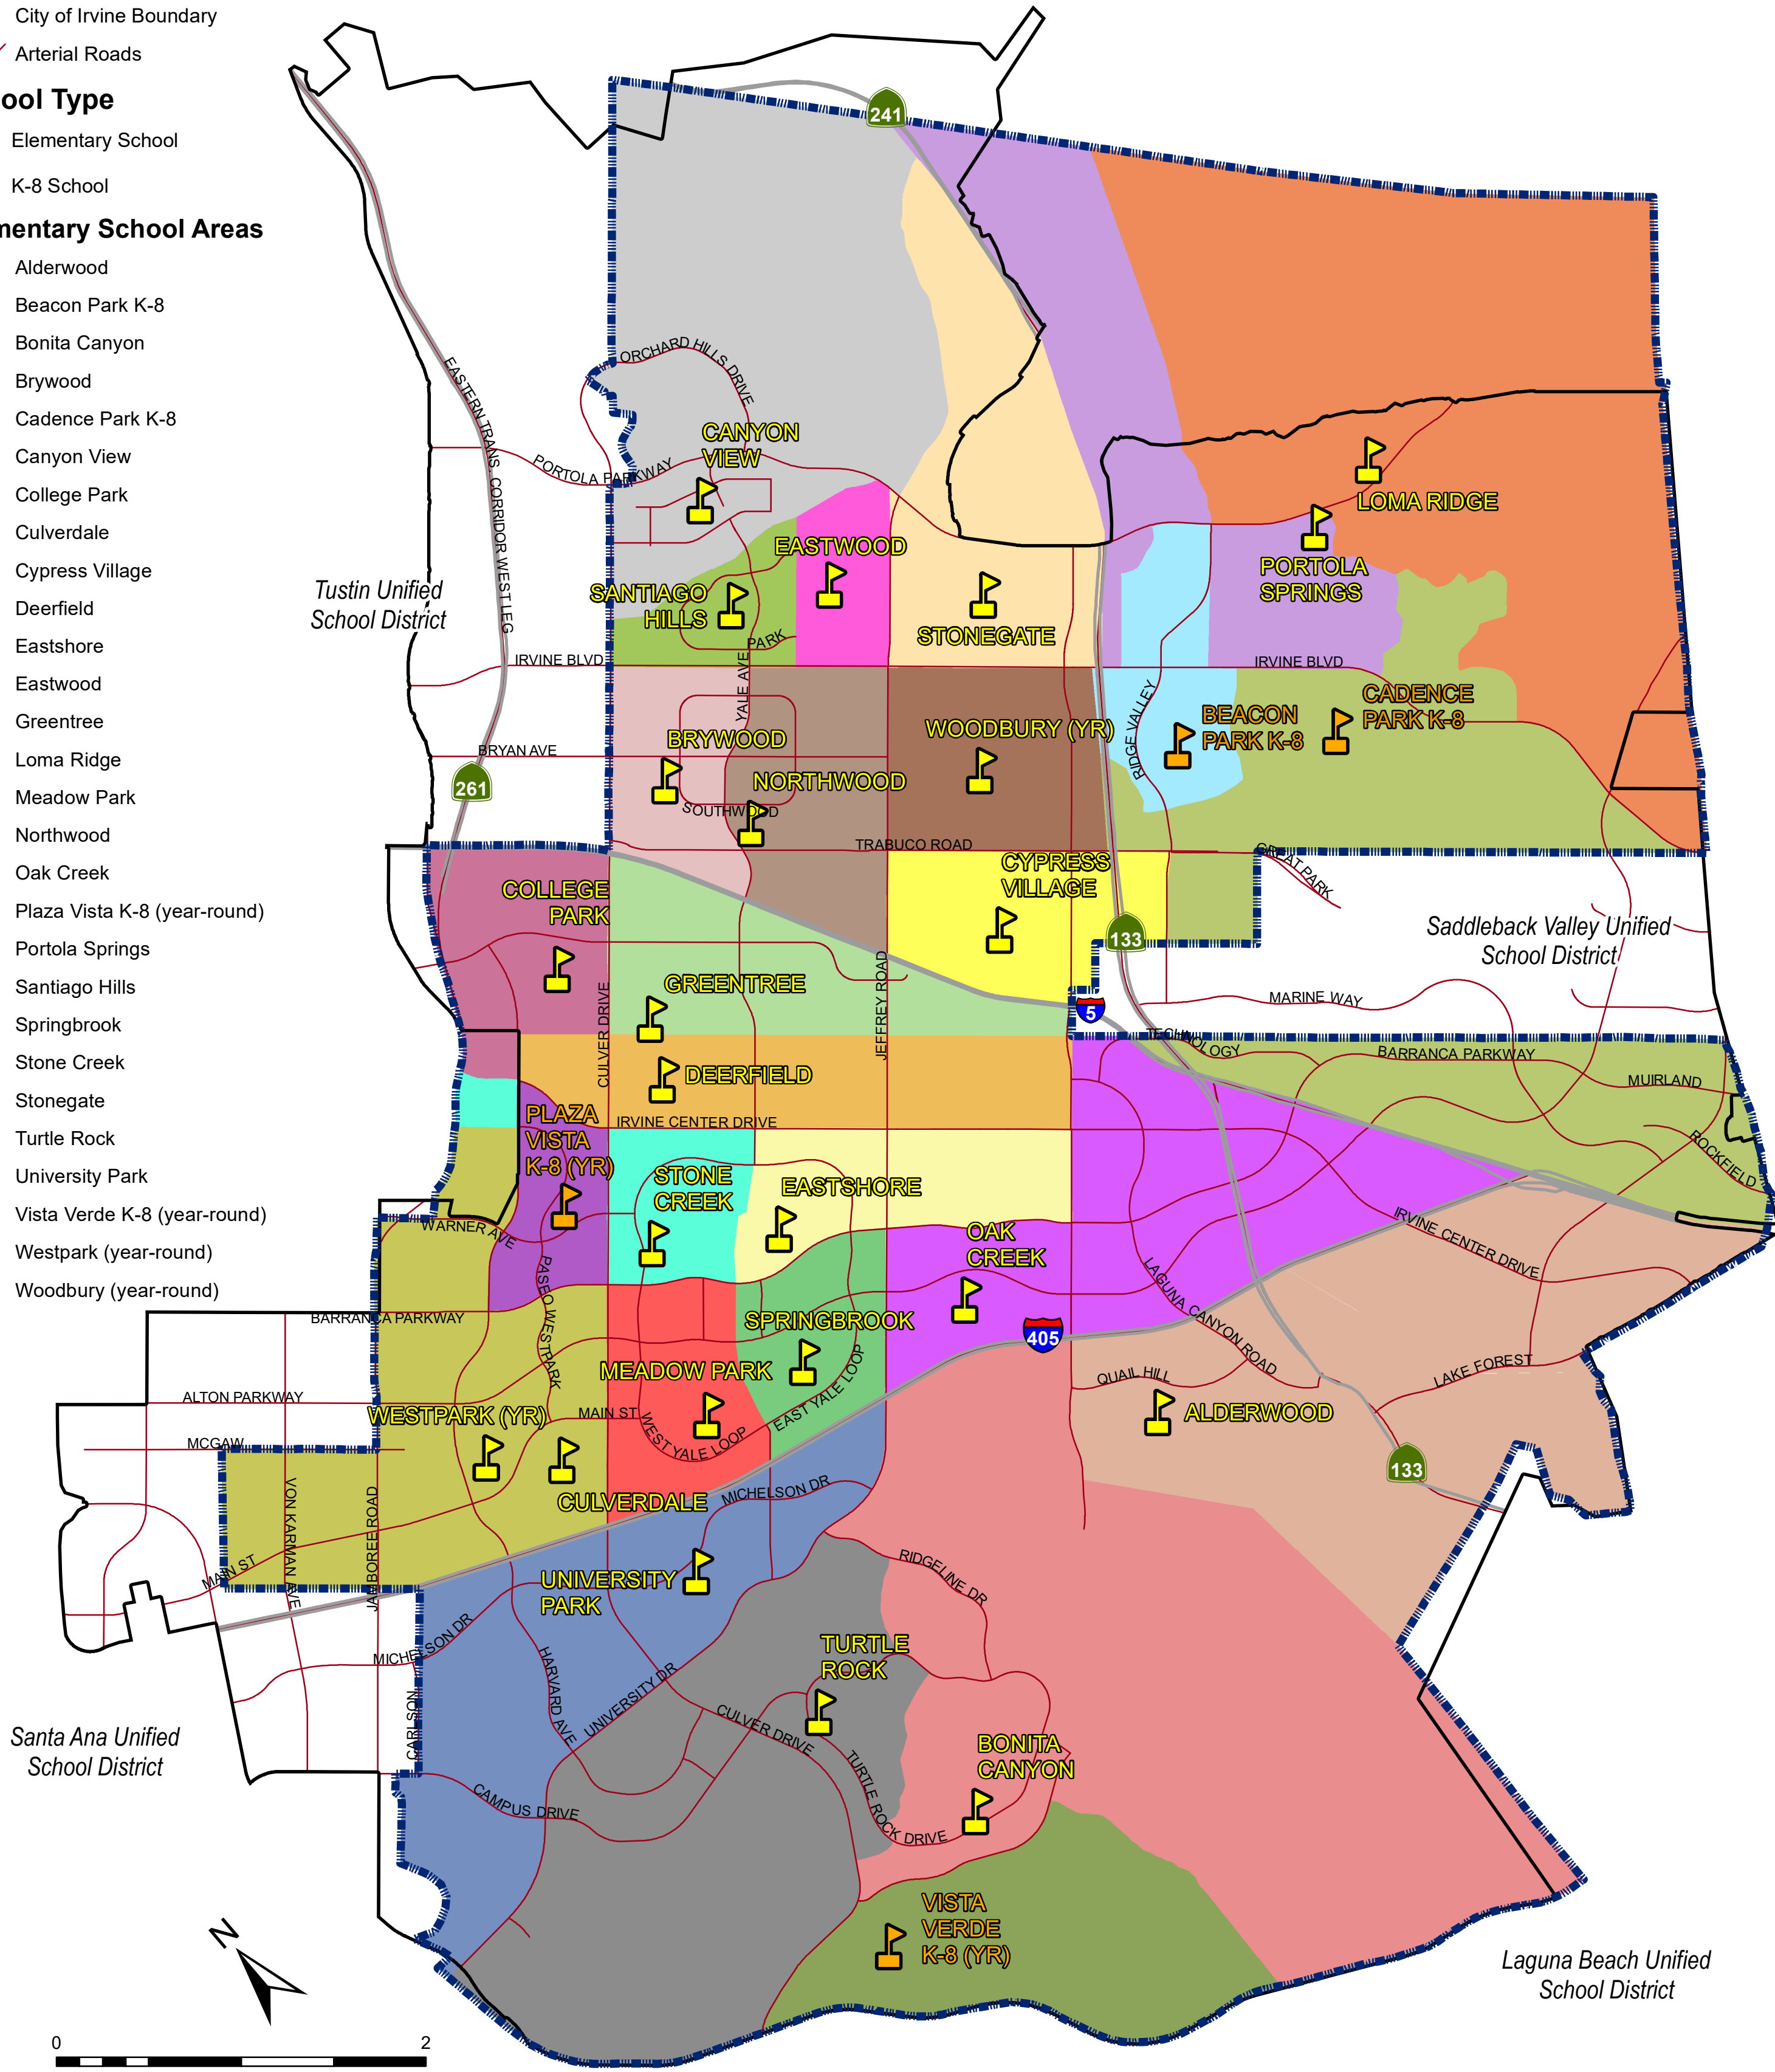 City of Irvine Boundary
Arterial Roads
ool Type
Elementary School
K-8 School
mentary School Areas
Alderwood
Beacon Park K-8
Bonita Canyon
Brywood
Cadence Park K-8
Canyon View
College Park
Culverdale
Cypress Village
Deerfield
Eastshore
Eastwood
Greentree
Loma Ridge
Meadow Park
Northwood
Oak Creek
Plaza Vista K-8 (year-round)
Portola Springs
Santiago Hills
Springbrook
Stone Creek
Stonegate
Turtle Rock
University Park
Vista Verde K-8 (year-round)
Westpark (year-round)
Woodbury (year-round)
241
ORCHARD HILLS DRIVE
EASTERN TRANS. CORRIDOR WEST LEG
PORTOLA PARKWAY
CANYON
VIEW
LOMA RIDGE
EASTWOOD
PORTOLA
SPRINGS
Tustin Unified
School District
SANTIAGO
HILLS
STONEGATE
PARK
IRVINE BLVD
IRVINE BLVD
YALE AVE
RIDGE VALLEY
CADENCE
PARK K-8
BEACON
PARK K-8
WOODBURY (YR)
BRYWOOD
BRYAN AVE
NORTHWOOD
261
SOUTHWOOD
TRABUCO ROAD
GREAT PARK
CYPRESS
VILLAGE
COLLEGE
PARK
133
Saddleback Valley Unified
School District
GREENTREE
CULVER DRIVE
JEFFREY ROAD
MARINE WAY
5
TECHNOLOGY
BARRANCA PARKWAY
MUIRLAND
DEERFIELD
PLAZA
VISTA
K-8 (YR)
IRVINE CENTER DRIVE
ROCKFIELD
STONE
CREEK
EASTSHORE
WARNER AVE
OAK
CREEK
IRVINE CENTER DRIVE
PASEO WESTPARK
LAGUNA CANYON ROAD
BARRANCA PARKWAY
SPRINGBROOK
405
MEADOW PARK
EAST YALE LOOP
QUAIL HILL
LAKE FOREST
ALTON PARKWAY
WESTPARK (YR)
MAIN ST
WEST YALE LOOP
ALDERWOOD
MCGAW
133
VON KARMAN AVE
JAMBOREE ROAD
CULVERDALE
MICHELSON DR
MAIN ST
UNIVERSITY
PARK
RIDGELINE DR
MICHELSON DR
HARVARD AVE
UNIVERSITY DR
TURTLE
ROCK
CARLSON
CULVER DRIVE
Santa Ana Unified
School District
BONITA
CANYON
TURTLE ROCK DRIVE
CAMPUS DRIVE
VISTA
VERDE
K-8 (YR)
N
Laguna Beach Unified
School District
0
2